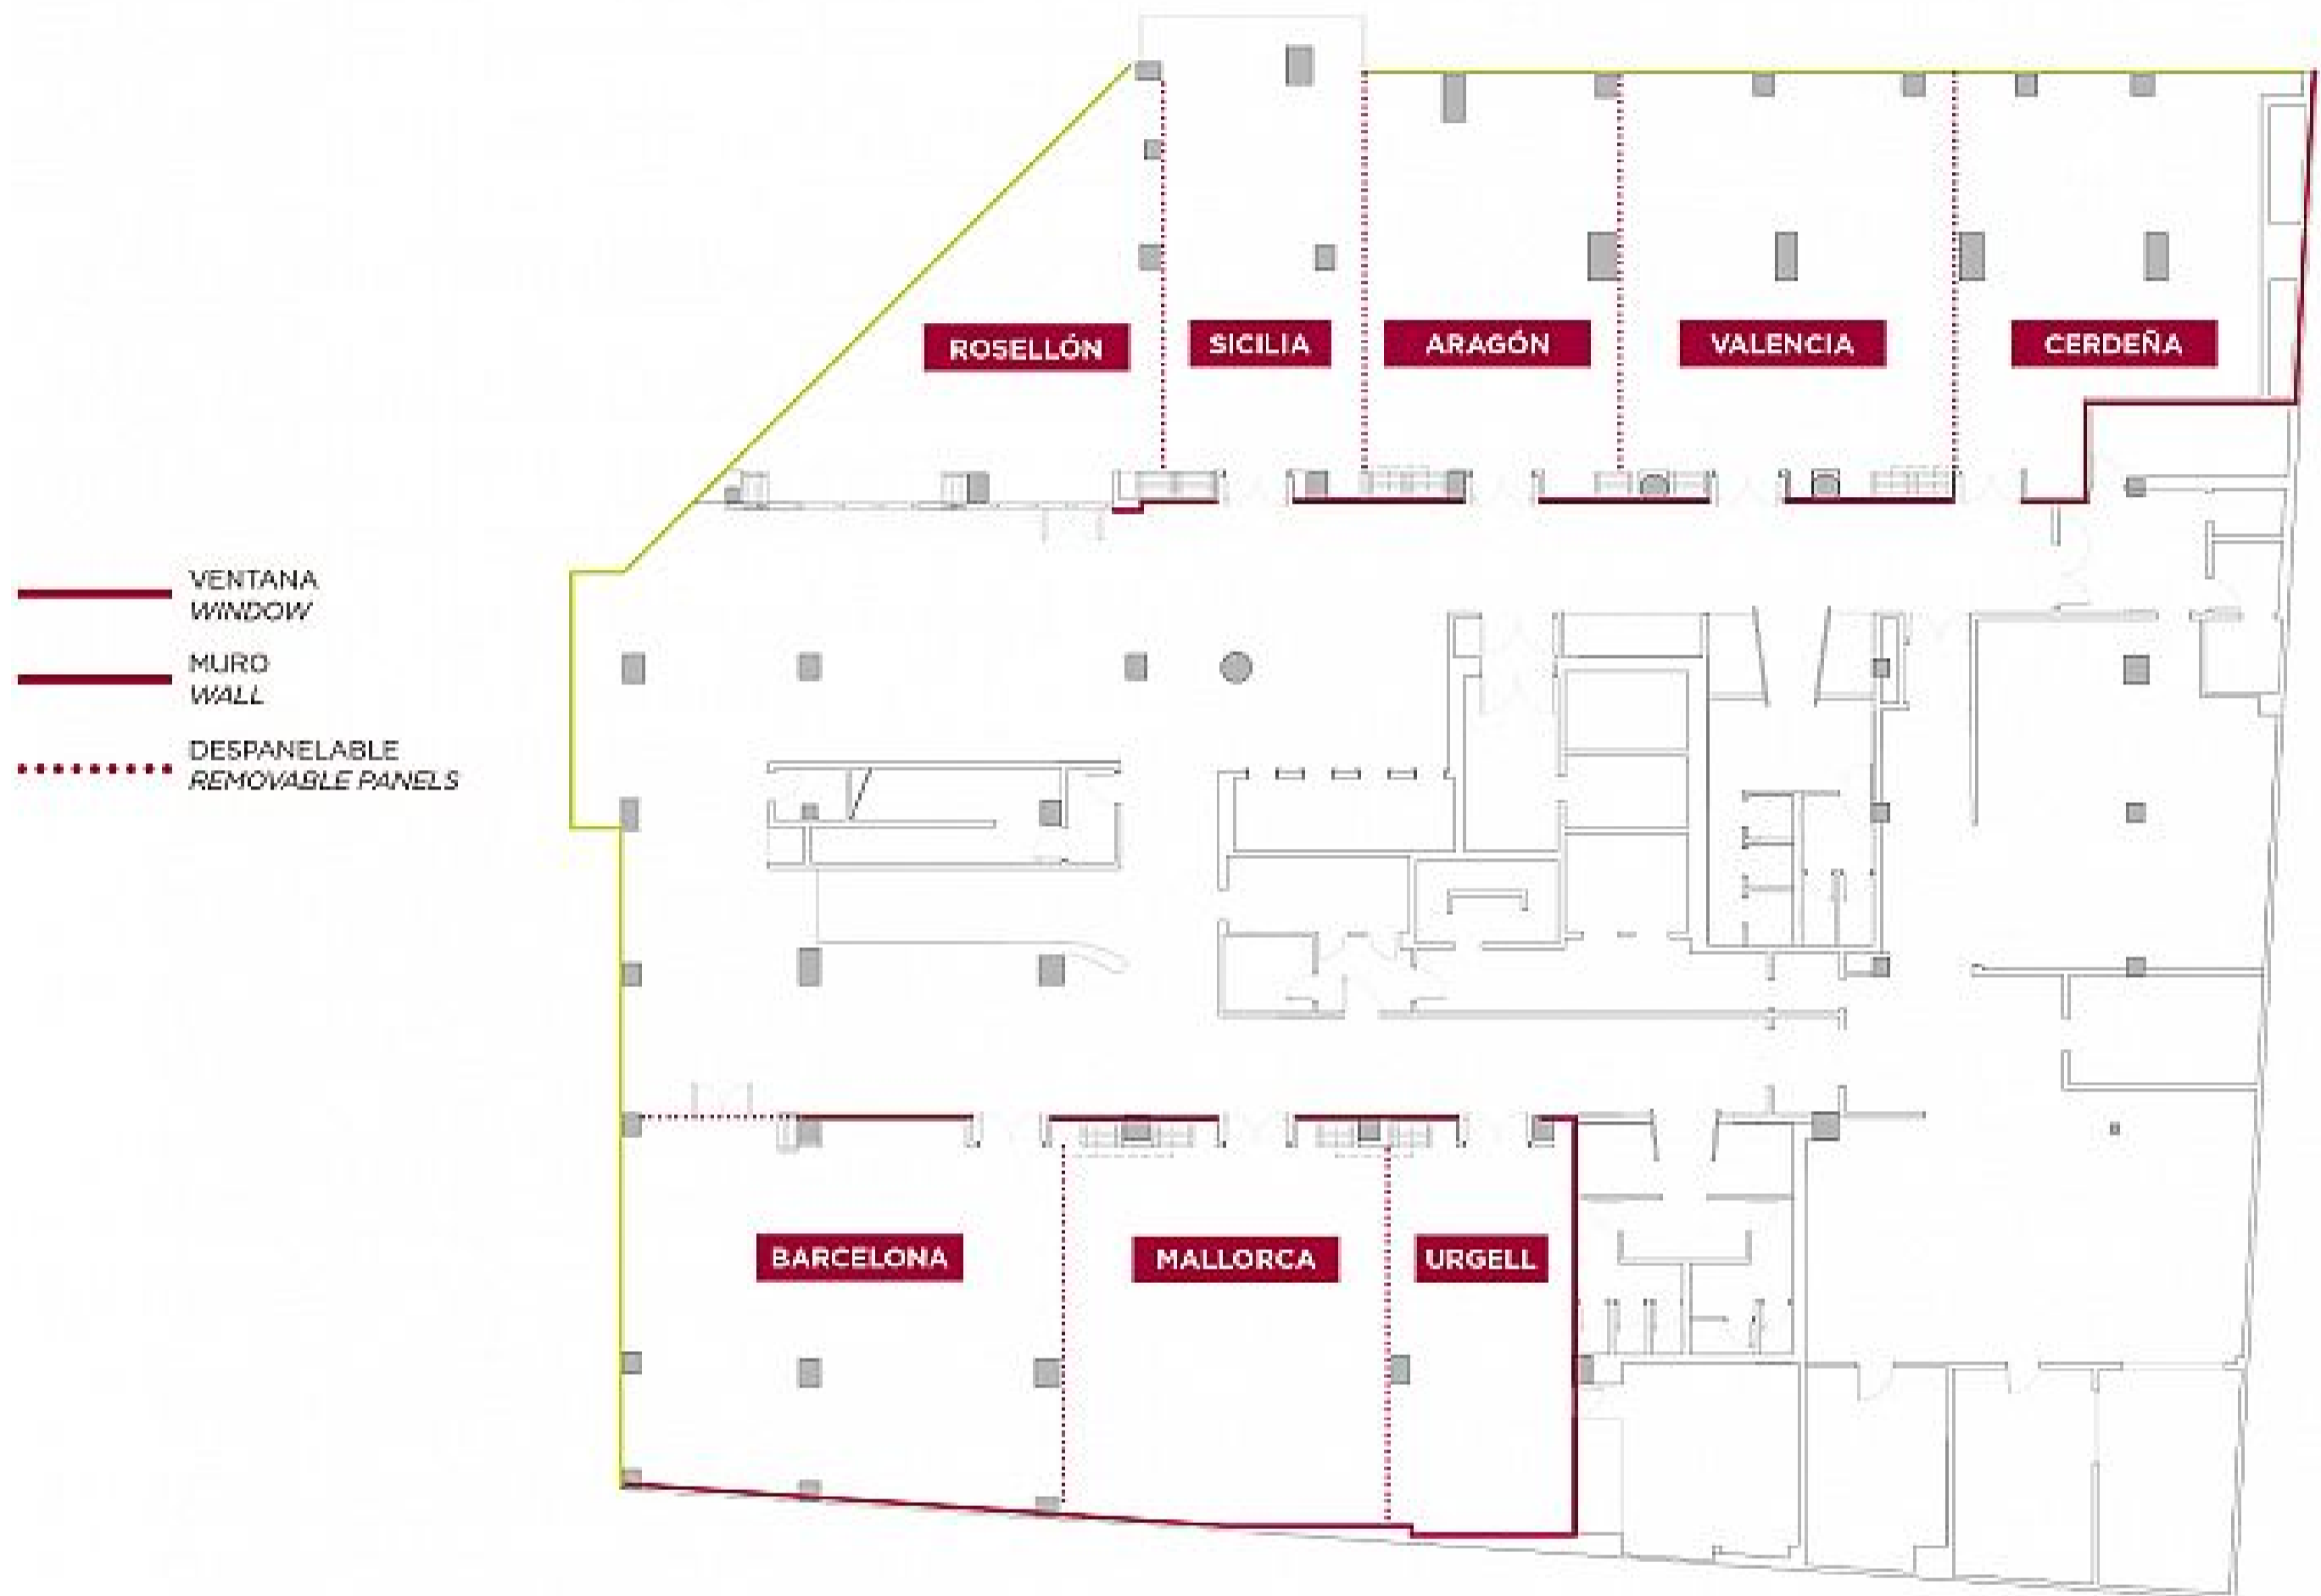 ROSELLÓN
SICILIA
ARAGÓN
VALENCIA
CERDEÑA
VENTANA
WINDOW
MURO
WALL
DESPANELABLE
REMOVABLE PANELS
BARCELONA
MALLORCA
URGELL